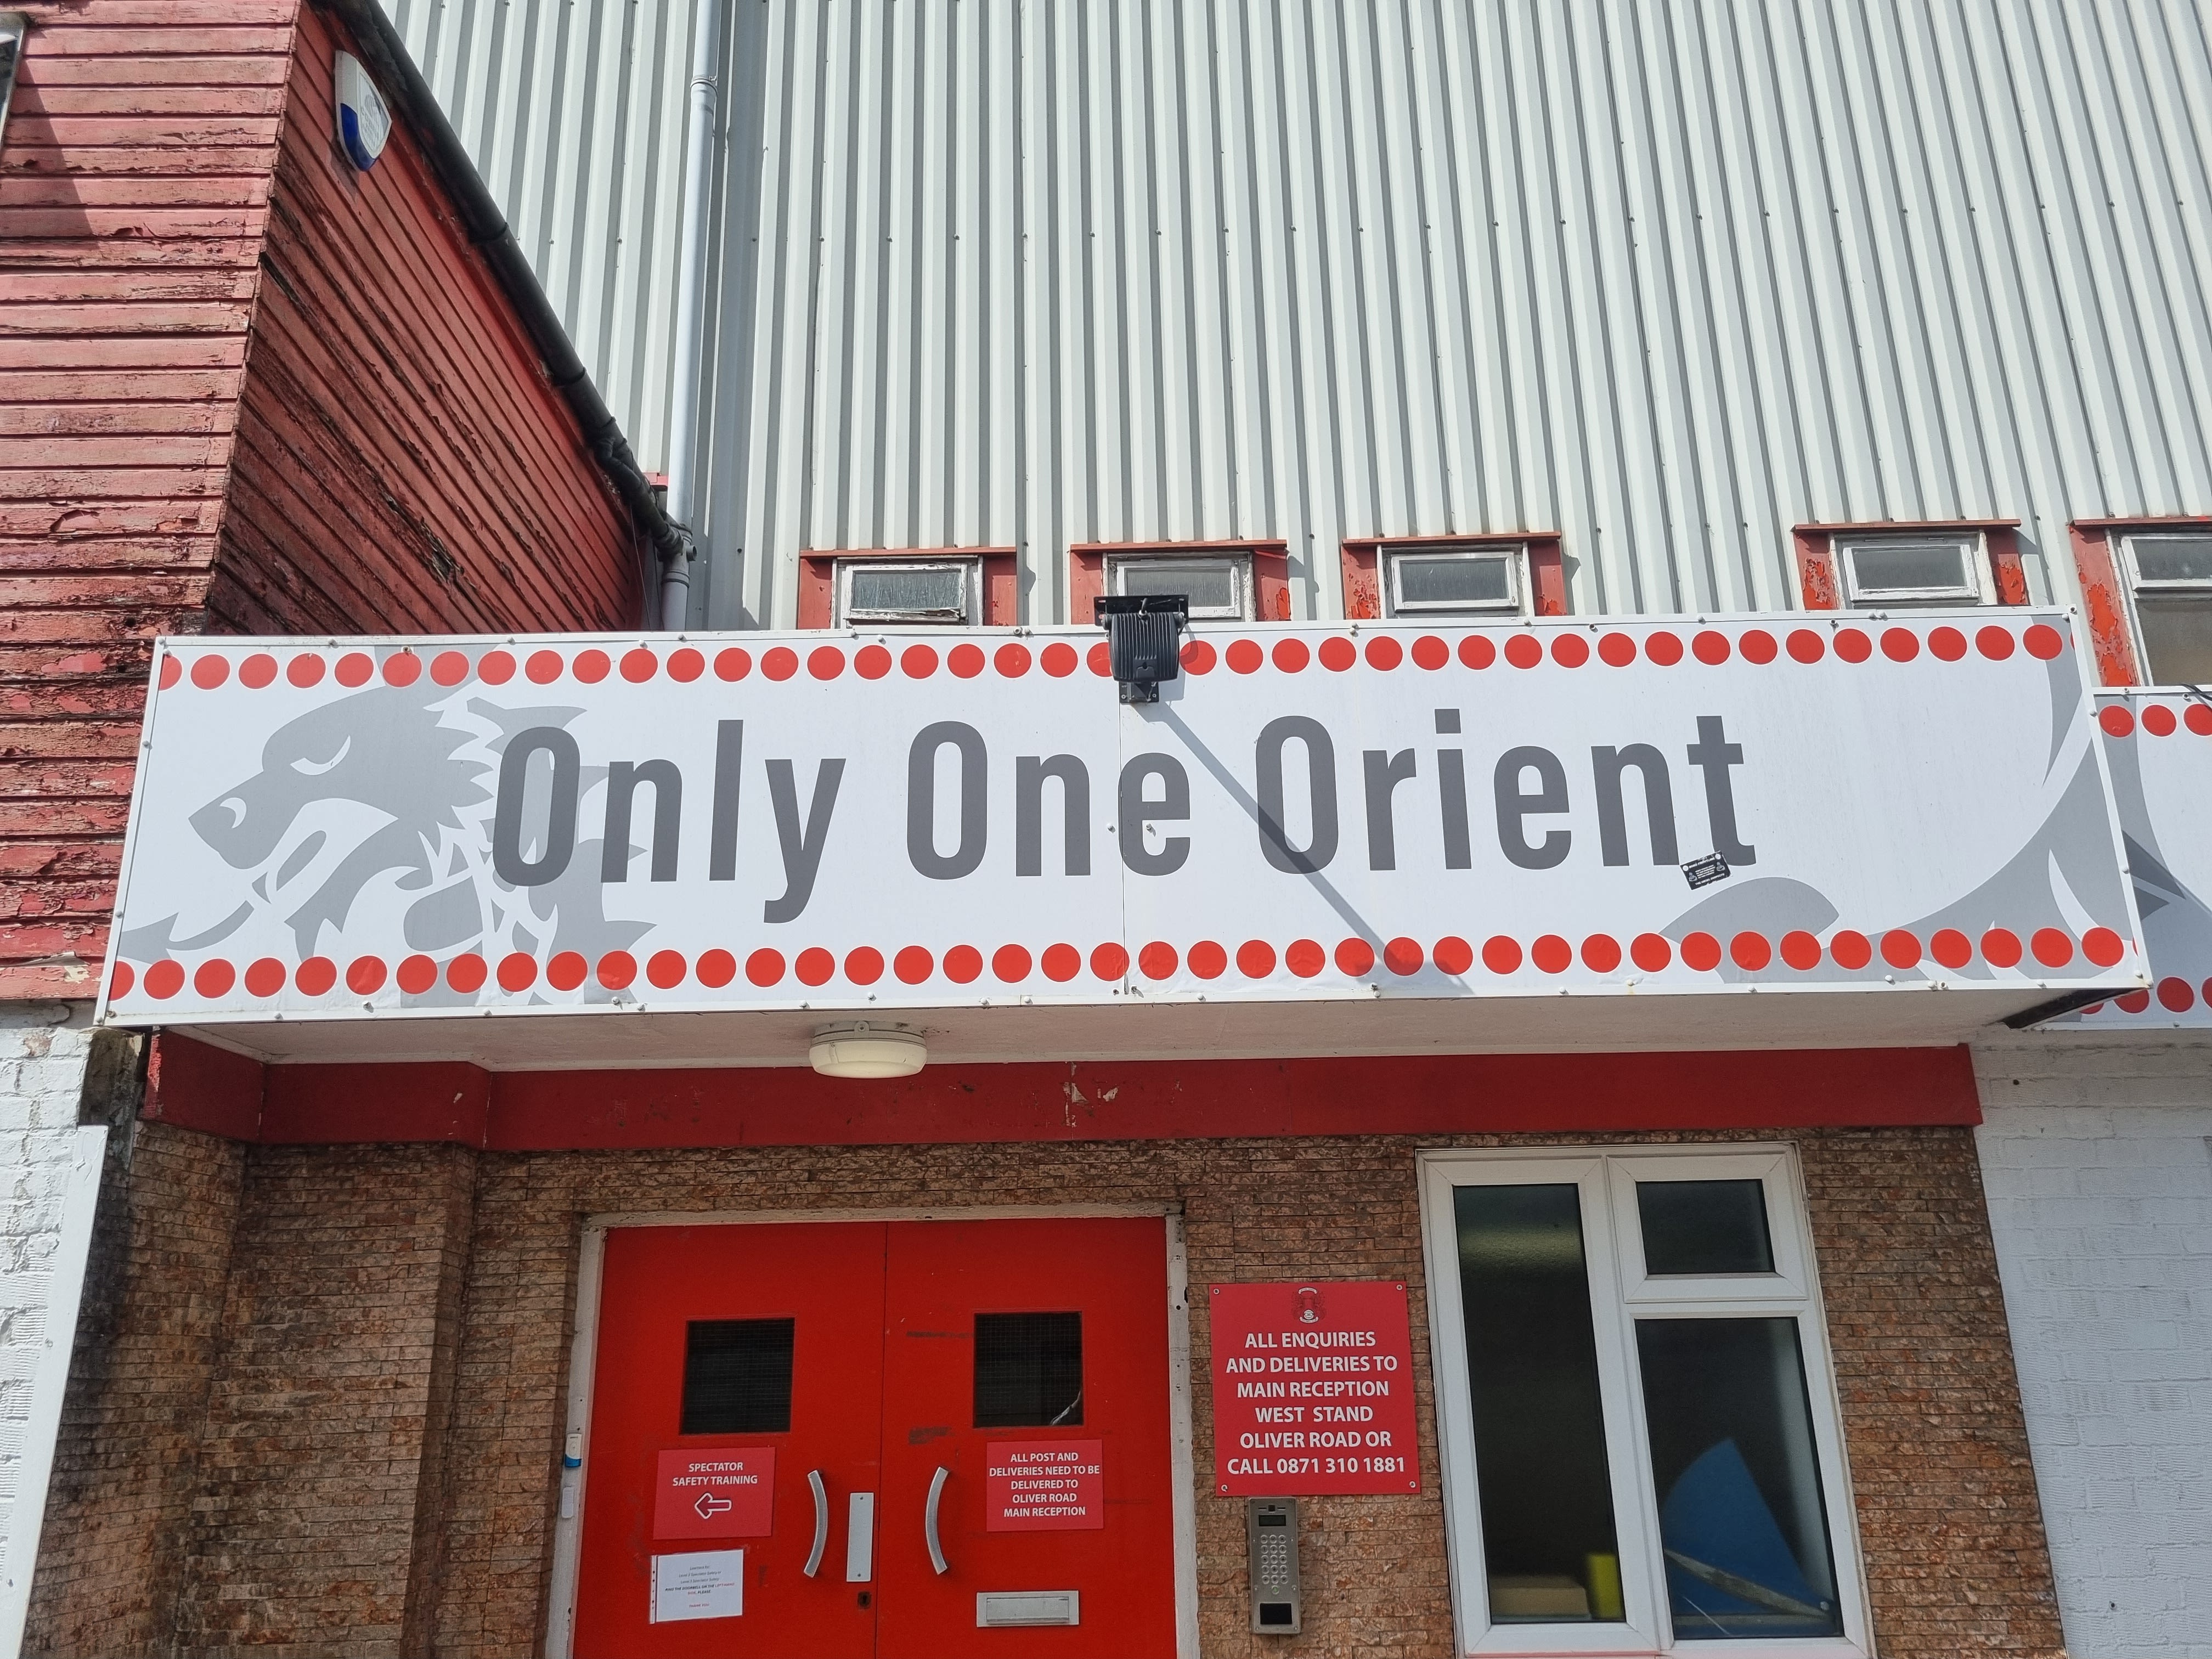 Only One Orient
SPECTATOR
SAFETY TRAINING
ALL POST AND
DELIVERIES NEED TO BE
DELIVERED TO
OLIVER ROAD
MAIN RECEPTION
ALL ENQUIRIES
AND DELIVERIES TO
MAIN RECEPTION
WEST STAND
OLIVER ROAD OR
CALL 0871 310 1881